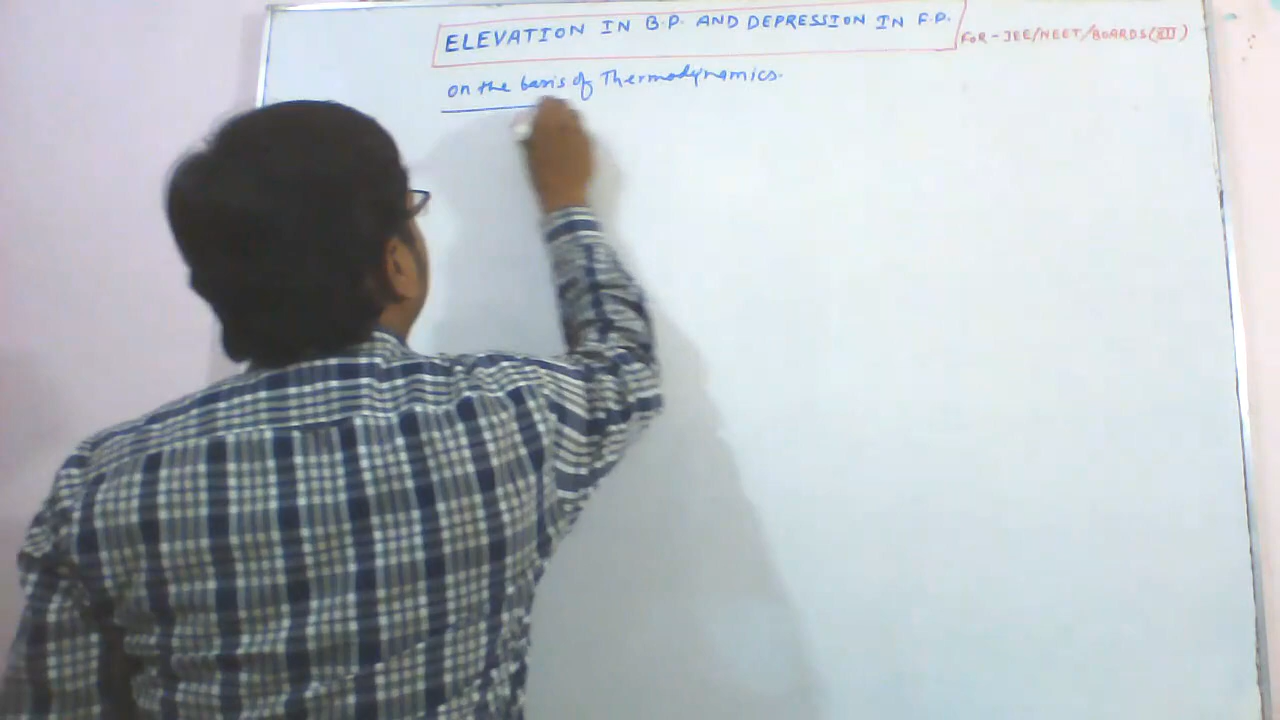 ELEVATION IN B.P. AND DEPRESSION IN F.P.
FOR-JEE/NEET/BOARDS(XII)
on the basis of Thermodynamics.